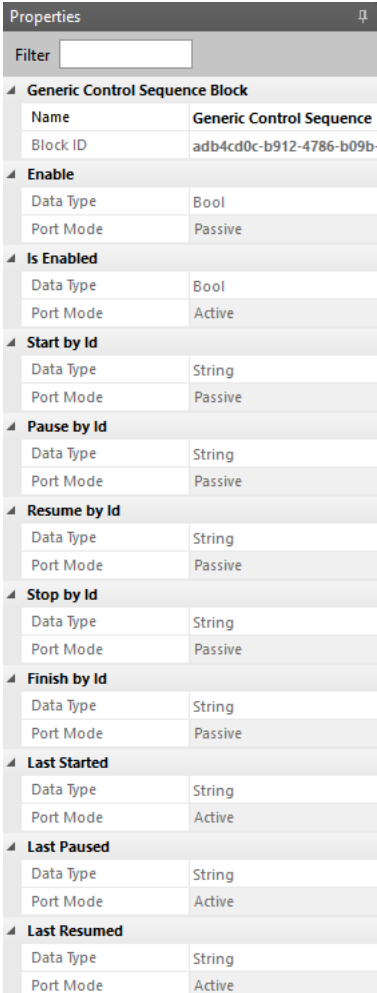 Properties
Filter
Generic Control Sequence Block
Name Generic Control Sequence
Block ID adb4cd0c-b912-4786-b09b-
Enable
Data Type Bool
Port Mode Passive
Is Enabled
Data Type Bool
Port Mode Active
Start by Id
Data Type String
Port Mode Passive
Pause by Id
Data Type String
Port Mode Passive
Resume by Id
Data Type String
Port Mode Passive
Stop by Id
Data Type String
Port Mode Passive
Finish by Id
Data Type String
Port Mode Passive
Last Started
Data Type String
Port Mode Active
Last Paused
Data Type String
Port Mode Active
Last Resumed
Data Type String
Port Mode Active